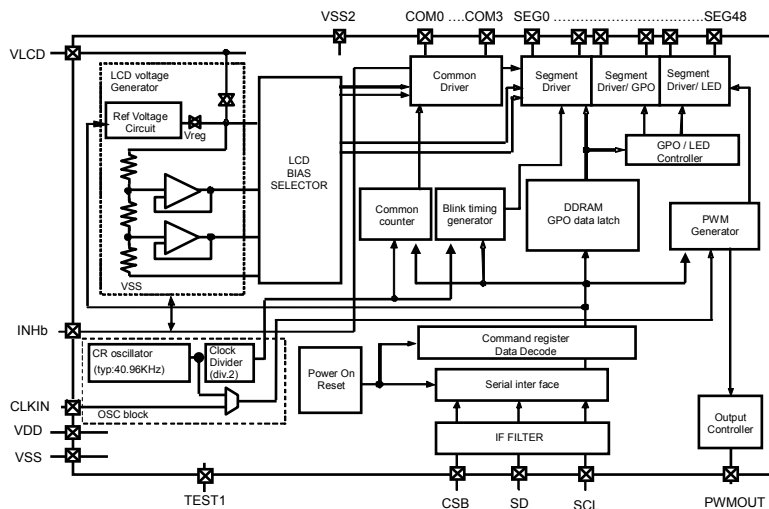 VSS2 COM0 ....COM3 SEG0 ........................ SEG48
VLCD
LCD voltage
Generator
Ref Voltage
Circuit
Vreg
VSS
LCD
BIAS
SELECTOR
Common
Driver
Segment
Driver
Segment
Driver/ GPO
Segment
Driver/ LED
GPO / LED
Controller
Common
counter
Blink timing
generator
DDRAM
GPO data latch
PWM
Generator
INHb
CR oscillator
(typ:40.96KHz)
Clock
Divider
(div.2)
OSC block
Power On
Reset
Command register
Data Decode
Serial inter face
IF FILTER
Output
Controller
CLKIN
VDD
VSS
TEST1
CSB
SD
SCL
PWMOUT